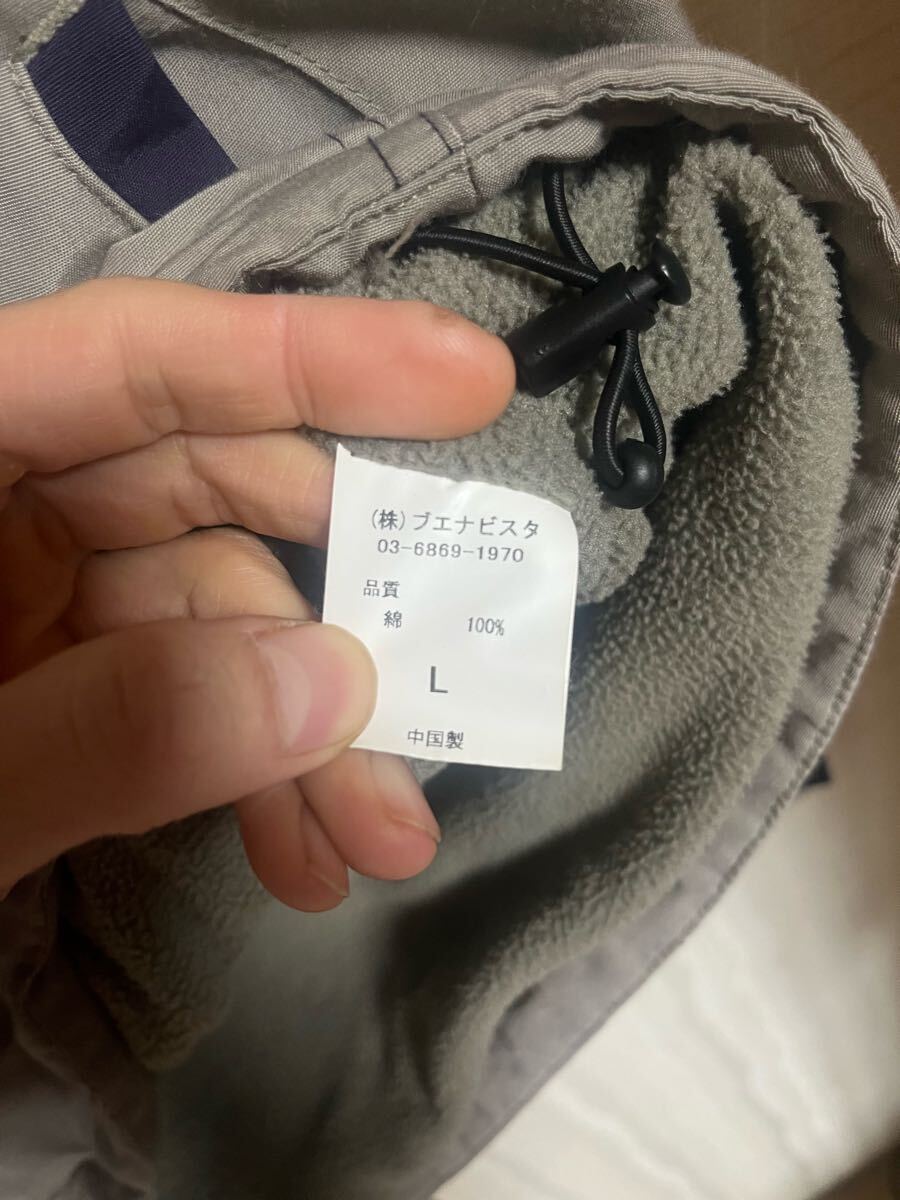 (株)ブエナビスタ
03-6869-1970
品質
綿 100%
L
中国製